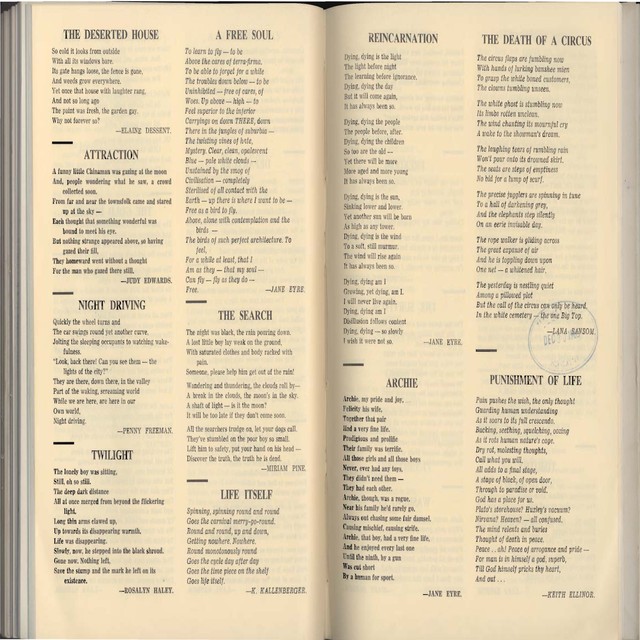 THE DESERTED HOUSE
So cold it looks from outside
With all its windows bare.
Its gate hangs loose, the fence is gone,
And weeds grow everywhere.
Yet once that house with laughter rang,
And not so long ago
The paint was fresh, the garden gay.
Why not forever so?
—ELAINE DESSENT.
ATTRACTION
A funny little Chinaman was gazing at the moon
And, people wondering what he saw, a crowd
collected soon.
From far and near the townsfolk came and stared
up at the sky —
Each thought that something wonderful was
bound to meet his eye.
But nothing strange appeared above, so having
gazed their fill,
They homeward went without a thought
For the man who gazed there still.
—JUDY EDWARDS.
NIGHT DRIVING
Quickly the wheel turns and
The car swings round yet another curve.
Jolting the sleeping occupants to watching wake-
fulness.
"Look, back there! Can you see them — the
lights of the city?"
They are there, down there, in the valley
Part of the waking, screaming world
While we are here, are here in our
Own world,
Night driving.
—PENNY FREEMAN.
TWILIGHT
The lonely boy was sitting,
Still, oh so still.
The deep dark distance
All at once merged from beyond the flickering
light.
Long thin arms clawed up,
Up towards its disappearing warmth,
Life was disappearing.
Slowly, now, he stepped into the black shroud.
Gone now. Nothing left,
Save the stamp and the mark he left on its
existence.
—ROSALYN HALEY.
A FREE SOUL
To learn to fly — to be
Above the cares of terra-firma.
To be able to forget for a while
The troubles down below — to be
Uninhibited — free of cares, of
Woes. Up above — high — to
Feel superior to the inferior
Carryings on down THERE, down
There in the jungles of suburbia —
The twisting vines of hate,
Mystery. Clear, clean, opalescent
Blue — pale white clouds —
Unstained by the smog of
Civilisation — completely
Sterilised of all contact with the
Earth — up there is where I want to be —
Free as a bird to fly.
Above, alone with contemplation and the
birds —
The birds of such perfect architecture. To
feel,
For a while at least, that I
Am as they — that my soul —
Can fly — fly as they do —
Free. —JANE EYRE.
THE SEARCH
The night was black, the rain pouring down.
A lost little boy lay weak on the ground,
With saturated clothes and body racked with
pain.
Someone, please help him get out of the rain!
Wandering and thundering, the clouds roll by—
A break in the clouds, the moon's in the sky.
A shaft of light — is it the moon?
It will be too late if they don't come soon.
All the searchers trudge on, let your dogs call.
They've stumbled on the poor boy so small.
Lift him to safety, put your hand on his head —
Discover the truth, the truth he is dead.
—MIRIAM PINE.
LIFE ITSELF
Spinning, spinning round and round
Goes the carnival merry-go-round.
Round and round, up and down,
Getting nowhere. Nowhere.
Round monotonously round
Goes the cycle day after day
Goes the time piece on the shelf
Goes life itself.
—K. KALLENBERGER.
REINCARNATION
Dying, dying is the light
The light before night
The learning before ignorance.
Dying, dying the day
But it will come again,
It has always been so.
Dying, dying the people
The people before, after.
Dying, dying the children
So too are the old —
Yet there will be more
More aged and more young
It has always been so.
Dying, dying is the sun,
Sinking lower and lower.
Yet another sun will be born
As high as any tower.
Dying, dying is the wind
To a soft, still murmur.
The wind will rise again
It has always been so.
Dying, dying am I
Growing, yet dying, am I.
I will never live again,
Dying, dying am I
Distillation follows content
Dying, dying — so slowly
I wish it were not so.
—JANE EYRE.
ARCHIE
Archie, my pride and joy,
Felicity his wife,
Together that pair
Had a very fine life.
Prodigious and prolific
Their family was terrific.
All those girls and all those boys
Never, ever had any toys.
They didn't need them —
They had each other.
Archie, though, was a rogue.
Near his family he'd rarely go.
Always out chasing some fair damsel.
Causing mischief, causing strife.
Archie, that boy, had a very fine life,
And he enjoyed every last one
Until the ninth, by a gun
Was cut short
By a human for sport.
—JANE EYRE.
THE DEATH OF A CIRCUS
The circus flaps are tumbling now
With hands of lurking banshee men
To grasp the white boned customers,
The clowns tumbling unseen.
The white ghost is stumbling now
Its limbs rotten unclean.
The wind chanting its mournful cry
A wake to the showman's dream.
The laughing tears of rambling rain
Won't pour onto its drowned skirt.
The seats are steps of emptiness
No bid for a lump of scarf.
The precise jugglers are spinning in tune
To a hall of darkening grey,
And the elephants step silently
On an eerie invisible day.
The rope walker is gliding across
The great expanse of air
And he is toppling down upon
One net — a whitened hair,
The yesterday is nestling quiet
Among a pillowed plot
But the call of the circus can only be heard,
In the white cemetery — the one Big Top.
—LANA RANSOM.
PUNISHMENT OF LIFE
Pain pushes the wish, the only thought
Guarding human understanding
As it soars to its full crescendo.
Bucking, seething, squelching, oozing
As it rots human nature's cage.
Dry rot, molesting thoughts,
Call what you will.
All adds to a final stage,
A stage of black, of open door,
Through to paradise or void.
God has a place for us.
Pluto's storehouse? Huxley's vacuum?
Nirvana? Heaven? — all confused,
The mind relents and buries
Thought of death in peace.
Peace .. ah! Peace of arrogance and pride —
For man is in himself a god, superb,
Till God himself pricks thy heart,
And out . . .
—KEITH ELLINOR.